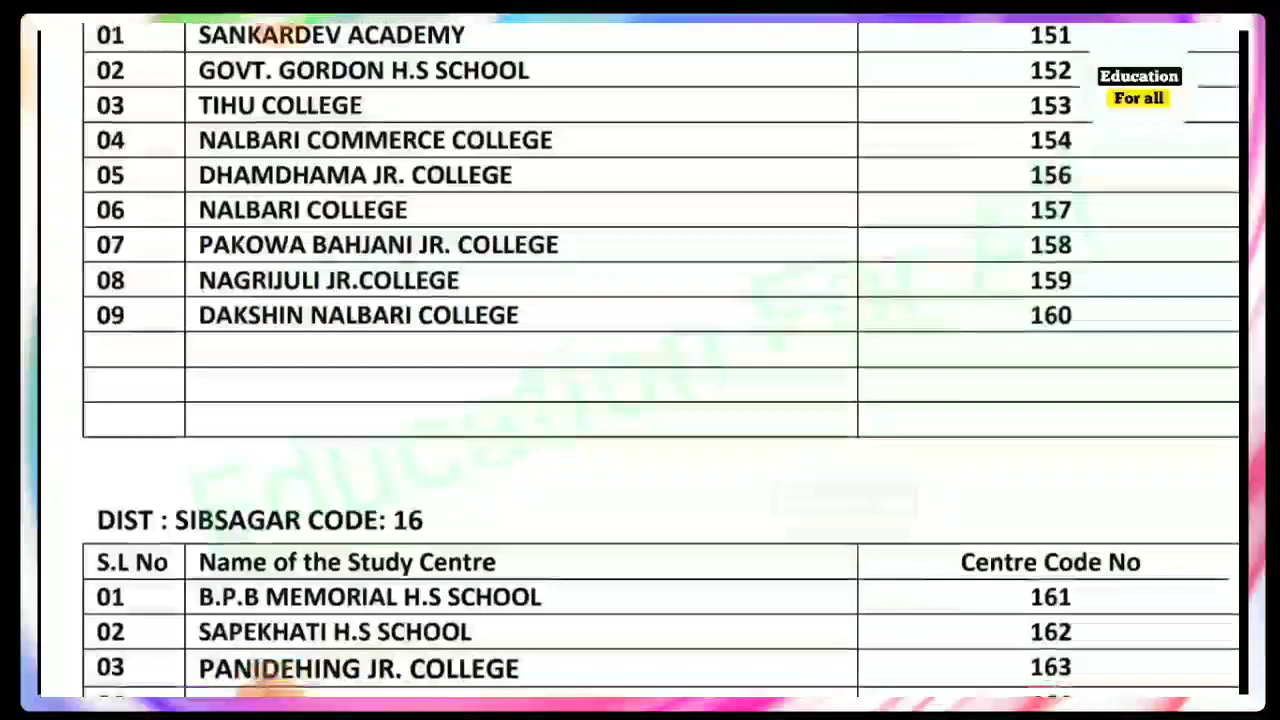 01 SANKARDEV ACADEMY 151
02 GOVT. GORDON H.S SCHOOL 152
Education
For all
03 TIHU COLLEGE 153
04 NALBARI COMMERCE COLLEGE 154
05 DHAMDHAMA JR. COLLEGE 156
06 NALBARI COLLEGE 157
07 PAKOWA BAHJANI JR. COLLEGE 158
08 NAGRIJULI JR.COLLEGE 159
09 DAKSHIN NALBARI COLLEGE 160
Education For All
DIST : SIBSAGAR CODE: 16
S.L No Name of the Study Centre Centre Code No
01 B.P.B MEMORIAL H.S SCHOOL 161
02 SAPEKHATI H.S SCHOOL 162
03 PANIDEHING JR. COLLEGE 163